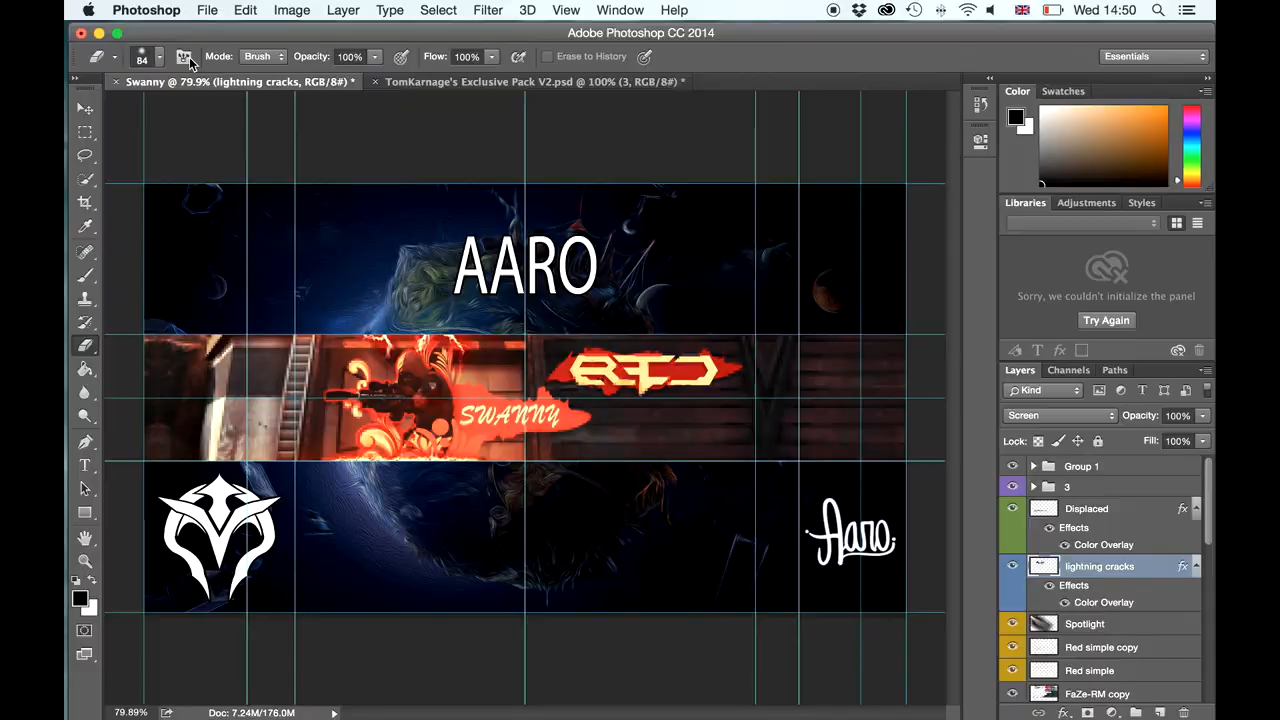 Photoshop File Edit Image Layer Type Select Filter 3D View Window Help Wed 14:50
Adobe Photoshop CC 2014
84 Mode: Brush Opacity: 100% Flow: 100% Erase to History Essentials
Swanny @ 79.9% (lightning cracks, RGB/8#) * TomKarnage's Exclusive Pack V2.psd @ 100% (3, RGB/8#) *
Color Swatches
Libraries Adjustments Styles
Sorry, we couldn't initialize the panel
Try Again
AARO
RED
SWANNY
Aaro
Layers Channels Paths
Kind
Screen Opacity: 100%
Lock: Fill: 100%
Group 1
3
Displaced fx
Effects
Color Overlay
lightning cracks fx
Effects
Color Overlay
Spotlight
Red simple copy
Red simple
FaZe-RM copy
79.89% Doc: 7.24M/176.0M